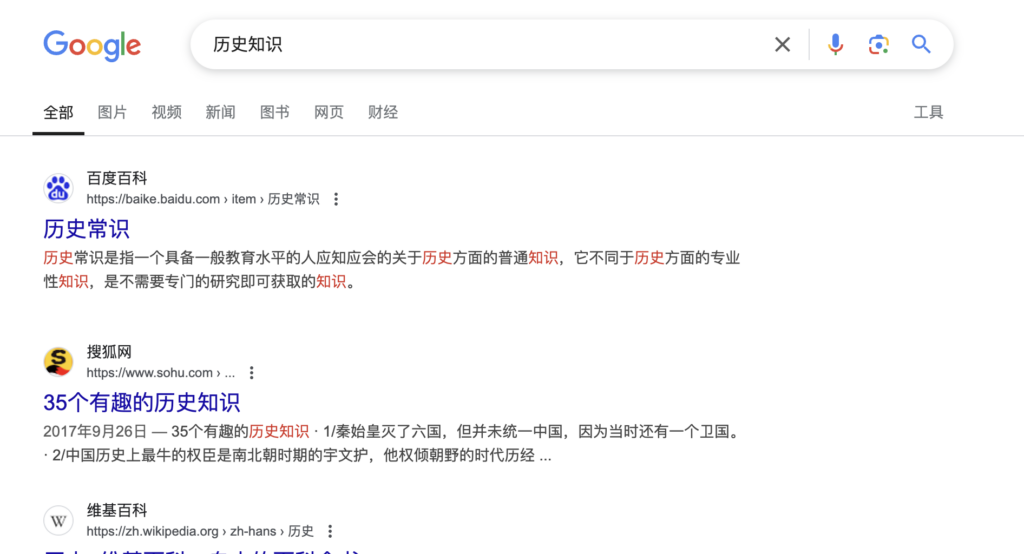 Google
历史知识
全部 图片 视频 新闻 图书 网页 财经 工具
百度百科
https://baike.baidu.com › item › 历史常识
历史常识
历史常识是指一个具备一般教育水平的人应知应会的关于历史方面的普通知识，它不同于历史方面的专业
性知识，是不需要专门的研究即可获取的知识。
搜狐网
https://www.sohu.com › ...
35个有趣的历史知识
2017年9月26日 — 35个有趣的历史知识 · 1/秦始皇灭了六国，但并未统一中国，因为当时还有一个卫国。
· 2/中国历史上最牛的权臣是南北朝时期的宇文护，他权倾朝野的时代历经 ...
维基百科
https://zh.wikipedia.org › zh-hans › 历史